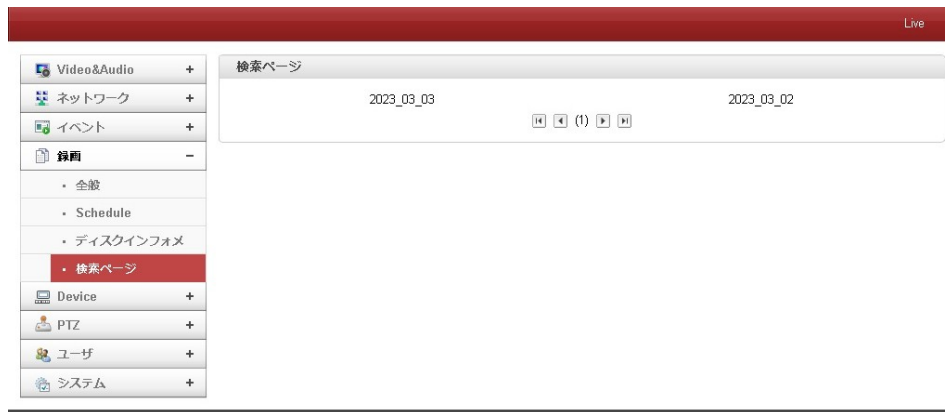 Live
Video&Audio +
ネットワーク +
イベント +
録画 -
・ 全般
・ Schedule
・ ディスクインフォメ
・ 検索ページ
Device +
PTZ +
ユーザ +
システム +
検索ページ
2023_03_03 2023_03_02
(1)